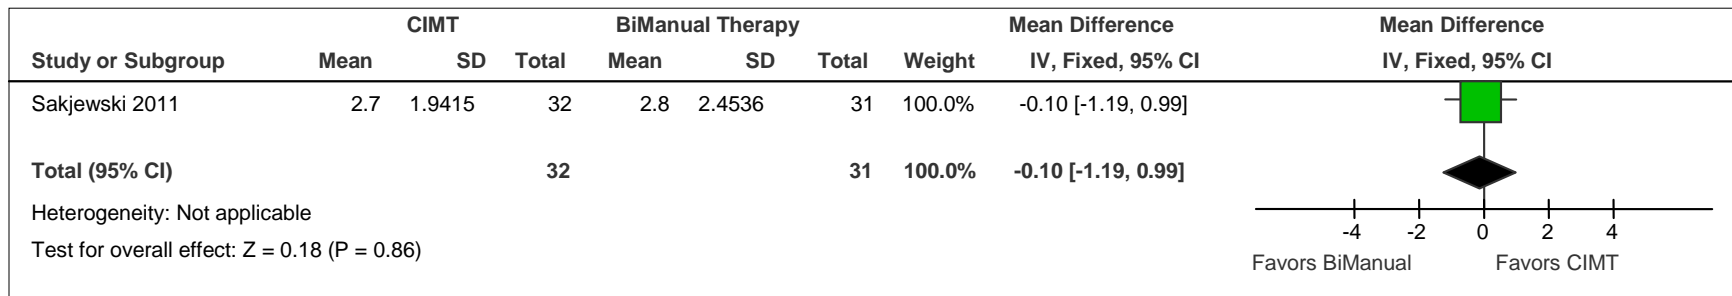 CIMT BiManual Therapy Mean Difference Mean Difference
Study or Subgroup Mean SD Total Mean SD Total Weight IV, Fixed, 95% CI IV, Fixed, 95% CI
Sakjewski 2011 2.7 1.9415 32 2.8 2.4536 31 100.0% -0.10 [-1.19, 0.99]
Total (95% CI) 32 31 100.0% -0.10 [-1.19, 0.99]
Heterogeneity: Not applicable
Test for overall effect: Z = 0.18 (P = 0.86)
-4 -2 0 2 4
Favors BiManual Favors CIMT